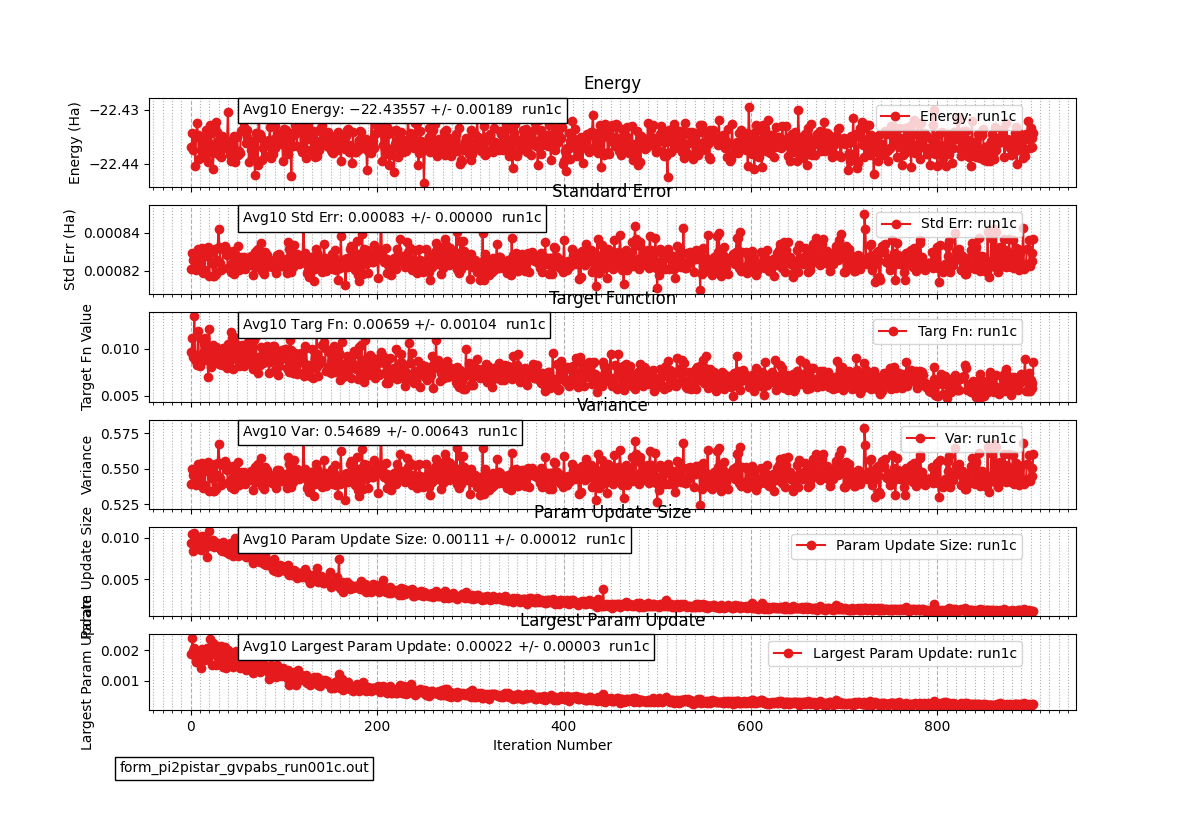 Energy
Energy (Ha)
−22.43
−22.44
Avg10 Energy: −22.43557 +/- 0.00189  run1c
Energy: run1c
Standard Error
Std Err (Ha)
0.00084
0.00082
Avg10 Std Err: 0.00083 +/- 0.00000  run1c
Std Err: run1c
Target Function
Target Fn Value
0.010
0.005
Avg10 Targ Fn: 0.00659 +/- 0.00104  run1c
Targ Fn: run1c
Variance
Variance
0.575
0.550
0.525
Avg10 Var: 0.54689 +/- 0.00643  run1c
Var: run1c
Param Update Size
Param Update Size
0.010
0.005
Avg10 Param Update Size: 0.00111 +/- 0.00012  run1c
Param Update Size: run1c
Largest Param Update
Largest Param Update
0.002
0.001
Avg10 Largest Param Update: 0.00022 +/- 0.00003  run1c
Largest Param Update: run1c
0
200
400
600
800
Iteration Number
form_pi2pistar_gvpabs_run001c.out